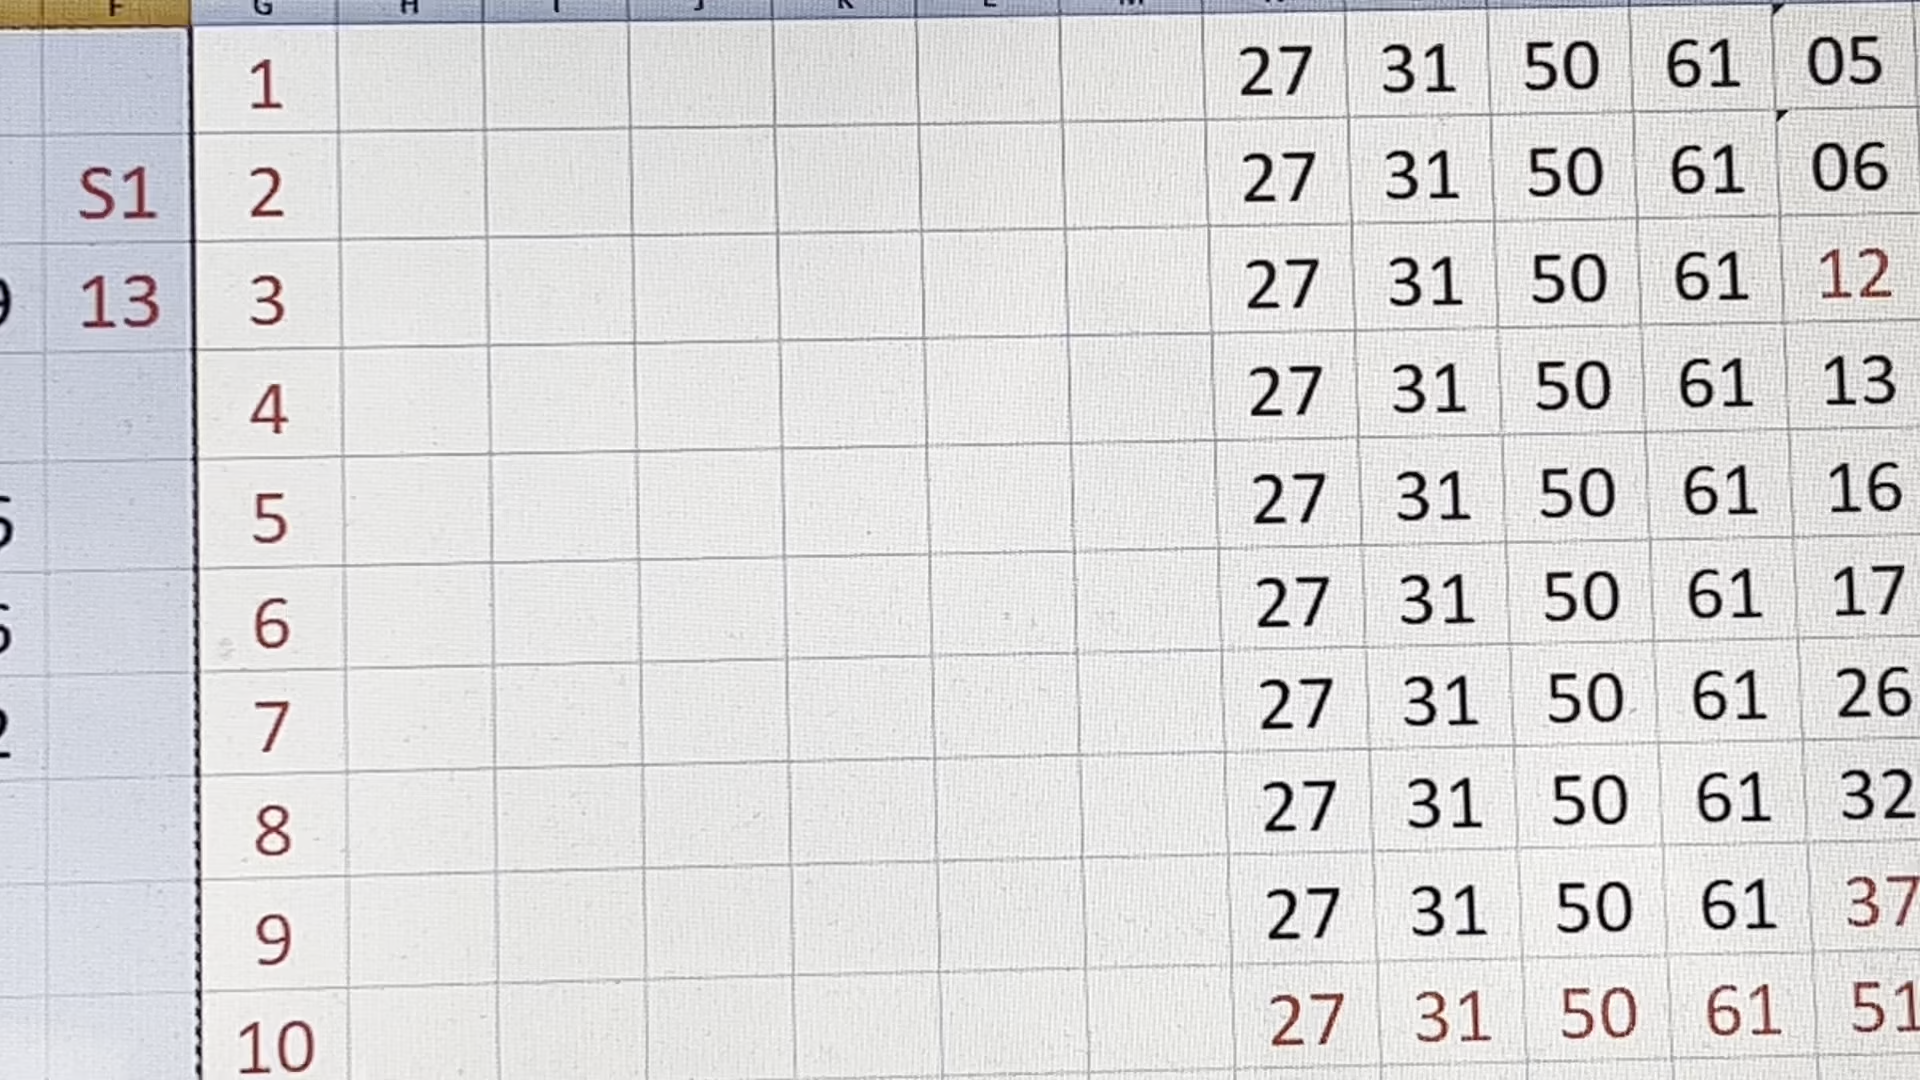 F G H I J K L M
1 27 31 50 61 05
S1 2 27 31 50 61 06
13 3 27 31 50 61 12
4 27 31 50 61 13
5 27 31 50 61 16
6 27 31 50 61 17
7 27 31 50 61 26
8 27 31 50 61 32
9 27 31 50 61 37
10 27 31 50 61 51